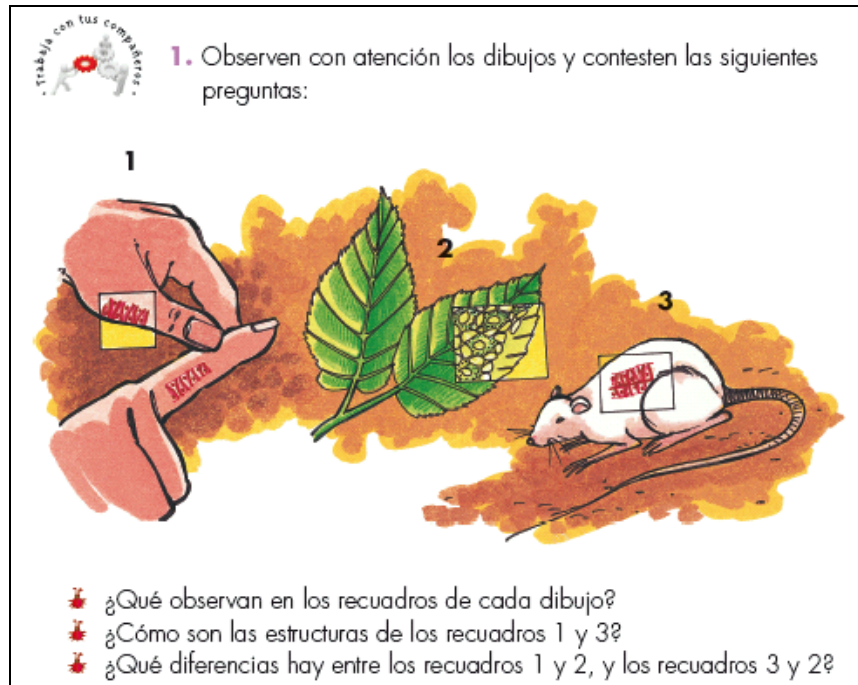 Trabaja con tus compañeros
1. Observen con atención los dibujos y contesten las siguientes
preguntas:
1
2
3
¿Qué observan en los recuadros de cada dibujo?
¿Cómo son las estructuras de los recuadros 1 y 3?
¿Qué diferencias hay entre los recuadros 1 y 2, y los recuadros 3 y 2?